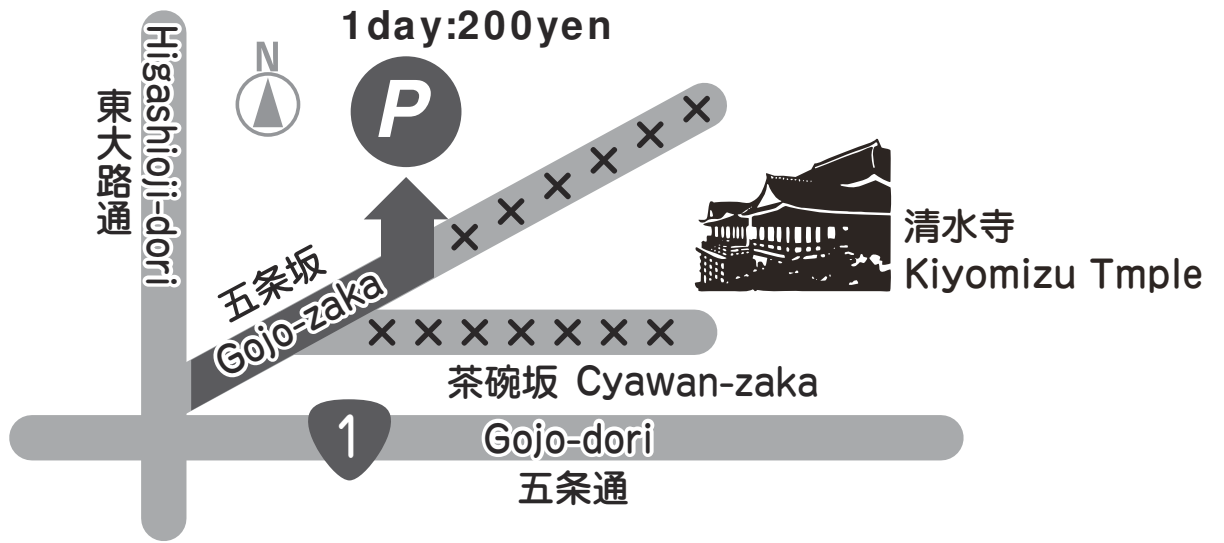 1day:200yen
N
P
Higashioji-dori
東大路通
五条坂
Gojo-zaka
清水寺
Kiyomizu Tmple
茶碗坂 Cyawan-zaka
1
Gojo-dori
五条通